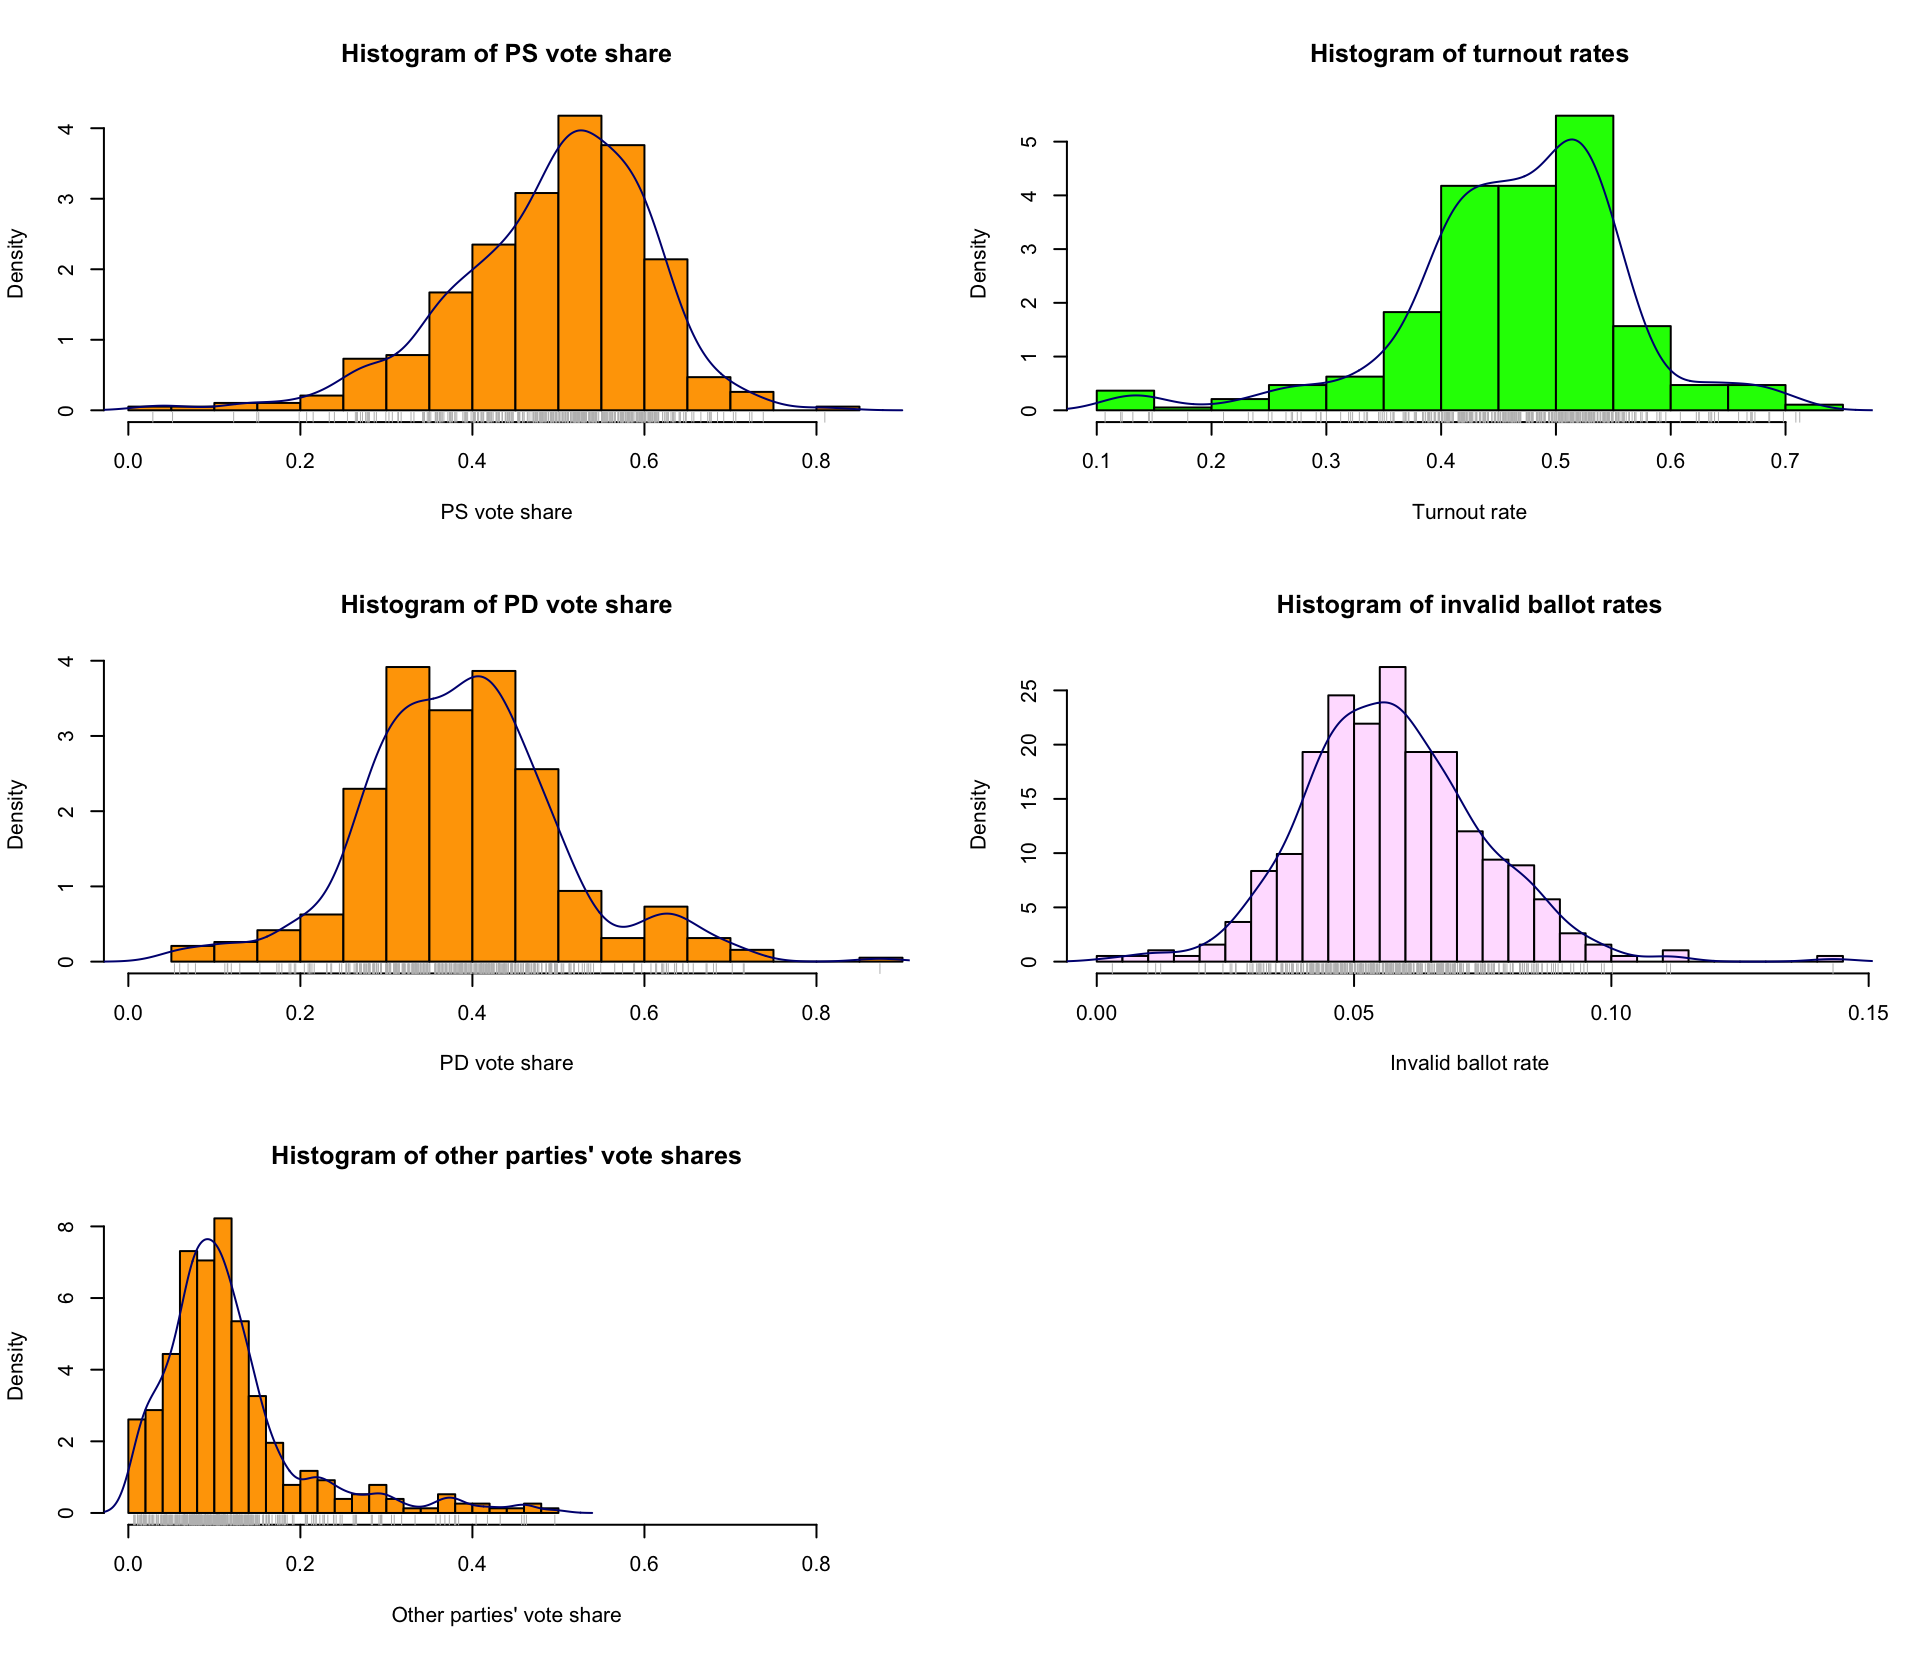 Histogram of PS vote share
Density
0 1 2 3 4
0.0 0.2 0.4 0.6 0.8
PS vote share
Histogram of turnout rates
Density
0 1 2 3 4 5
0.1 0.2 0.3 0.4 0.5 0.6 0.7
Turnout rate
Histogram of PD vote share
Density
0 1 2 3 4
0.0 0.2 0.4 0.6 0.8
PD vote share
Histogram of invalid ballot rates
Density
0 5 10 15 20 25
0.00 0.05 0.10 0.15
Invalid ballot rate
Histogram of other parties' vote shares
Density
0 2 4 6 8
0.0 0.2 0.4 0.6 0.8
Other parties' vote share